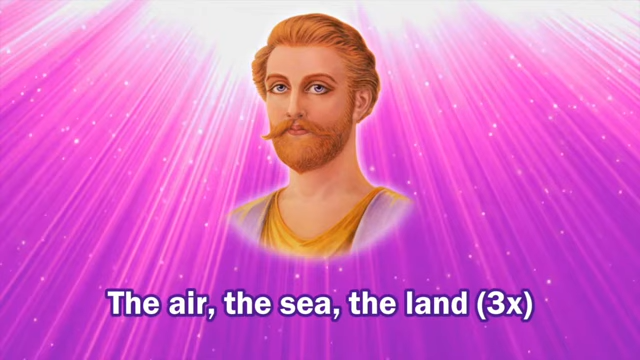 The air, the sea, the land (3x)